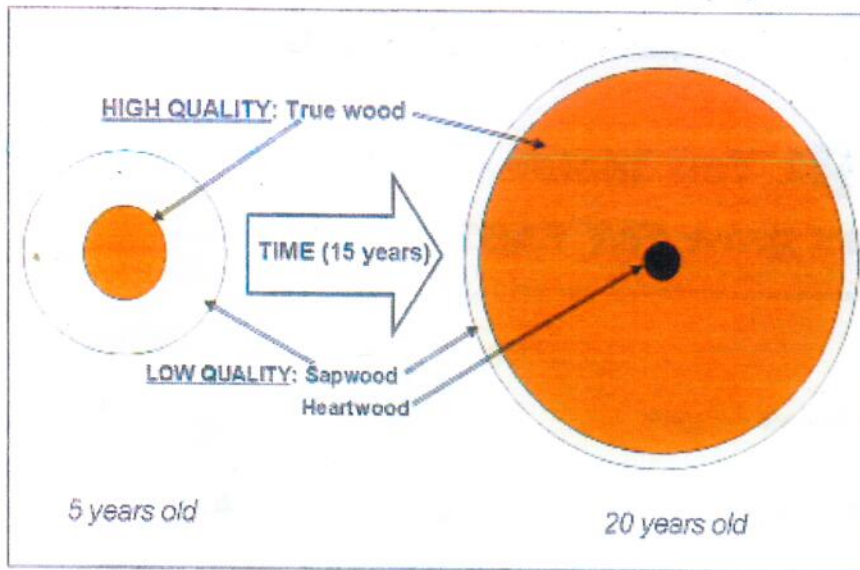 HIGH QUALITY: True wood
TIME (15 years)
LOW QUALITY: Sapwood
Heartwood
5 years old
20 years old